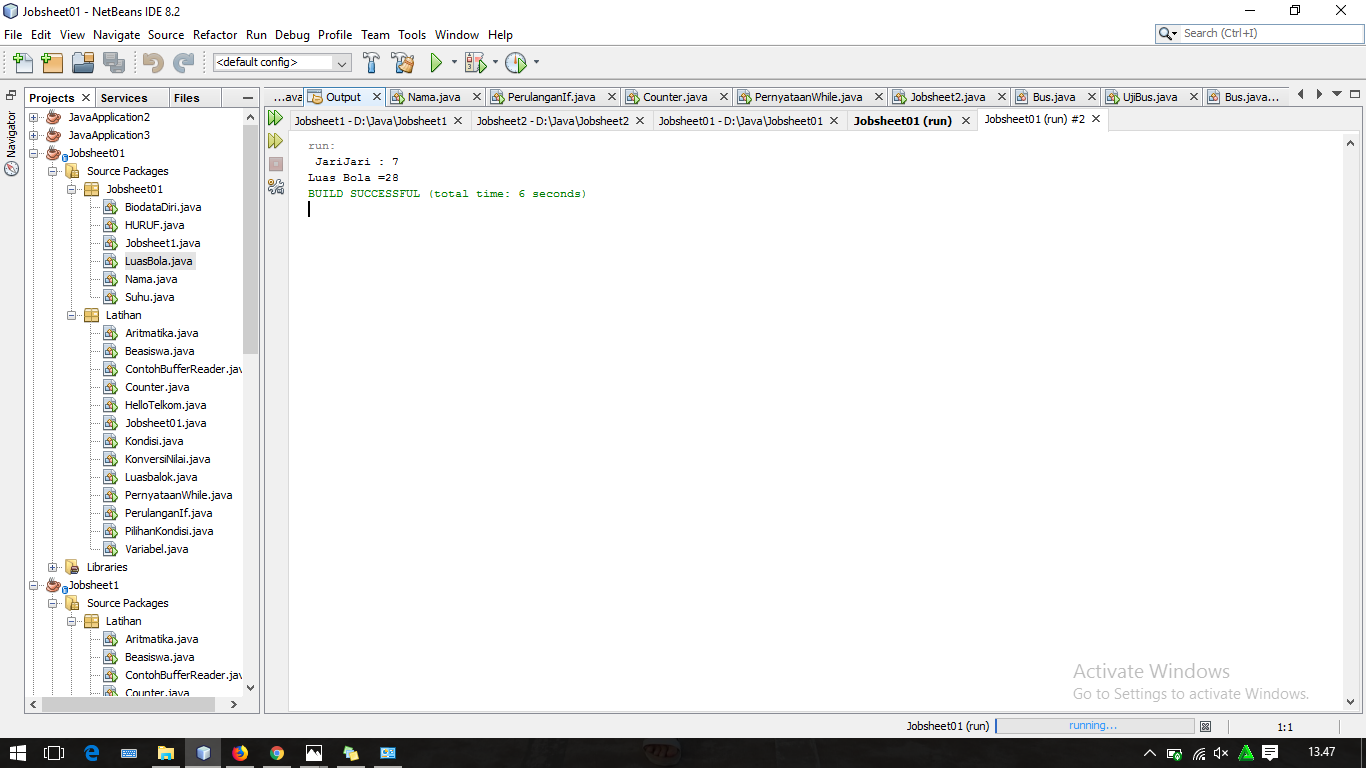 Jobsheet01 - NetBeans IDE 8.2
File Edit View Navigate Source Refactor Run Debug Profile Team Tools Window Help
Search (Ctrl+I)
<default config>
Projects Services Files
...ava Output Nama.java PerulanganIf.java Counter.java PernyataanWhile.java Jobsheet2.java Bus.java UjiBus.java Bus.java...
Navigator
Jobsheet1 - D:\Java\Jobsheet1 Jobsheet2 - D:\Java\Jobsheet2 Jobsheet01 - D:\Java\Jobsheet01 Jobsheet01 (run) Jobsheet01 (run) #2
JavaApplication2
JavaApplication3
Jobsheet01
Source Packages
Jobsheet01
BiodataDiri.java
HURUF.java
Jobsheet1.java
LuasBola.java
Nama.java
Suhu.java
Latihan
Aritmatika.java
Beasiswa.java
ContohBufferReader.jav
Counter.java
HelloTelkom.java
Jobsheet01.java
Kondisi.java
KonversiNilai.java
Luasbalok.java
PernyataanWhile.java
PerulanganIf.java
PilihanKondisi.java
Variabel.java
Libraries
Jobsheet1
Source Packages
Latihan
Aritmatika.java
Beasiswa.java
ContohBufferReader.jav
Counter.java
run:
JariJari : 7
Luas Bola =28
BUILD SUCCESSFUL (total time: 6 seconds)
Activate Windows
Go to Settings to activate Windows.
Jobsheet01 (run) running... 1:1
13.47